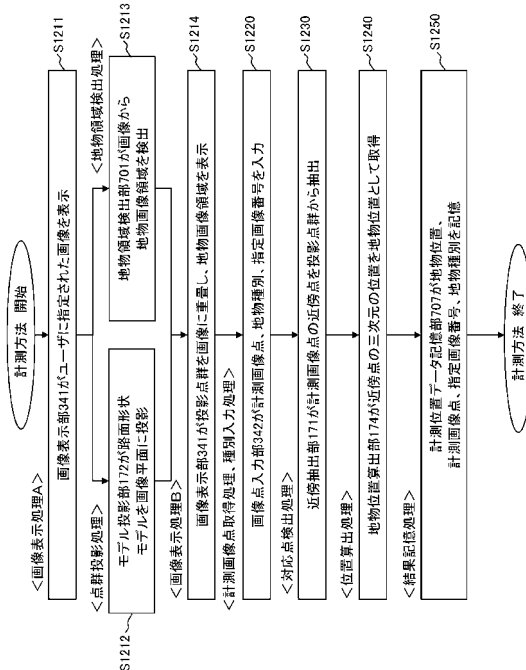 計測方法 開始
<画像表示処理A>
画像表示部341がユーザに指定された画像を表示
S1211
<点群投影処理>
モデル投影部172が路面形状
モデルを画像平面に投影
S1212
<地物領域検出処理>
地物領域検出部701が画像から
地物画像領域を検出
S1213
<画像表示処理B>
画像表示部341が投影点群を画像に重畳し、地物画像領域を表示
S1214
<計測画像点取得処理、種別入力処理>
画像点入力部342が計測画像点、地物種別、指定画像番号を入力
S1220
<対応点検出処理>
近傍抽出部171が計測画像点の近傍点を投影点群から抽出
S1230
<位置算出処理>
地物位置算出部174が近傍点の三次元の位置を地物位置として取得
S1240
<結果記憶処理>
計測位置データ記憶部707が地物位置、
計測画像点、指定画像番号、地物種別を記憶
S1250
計測方法 終了